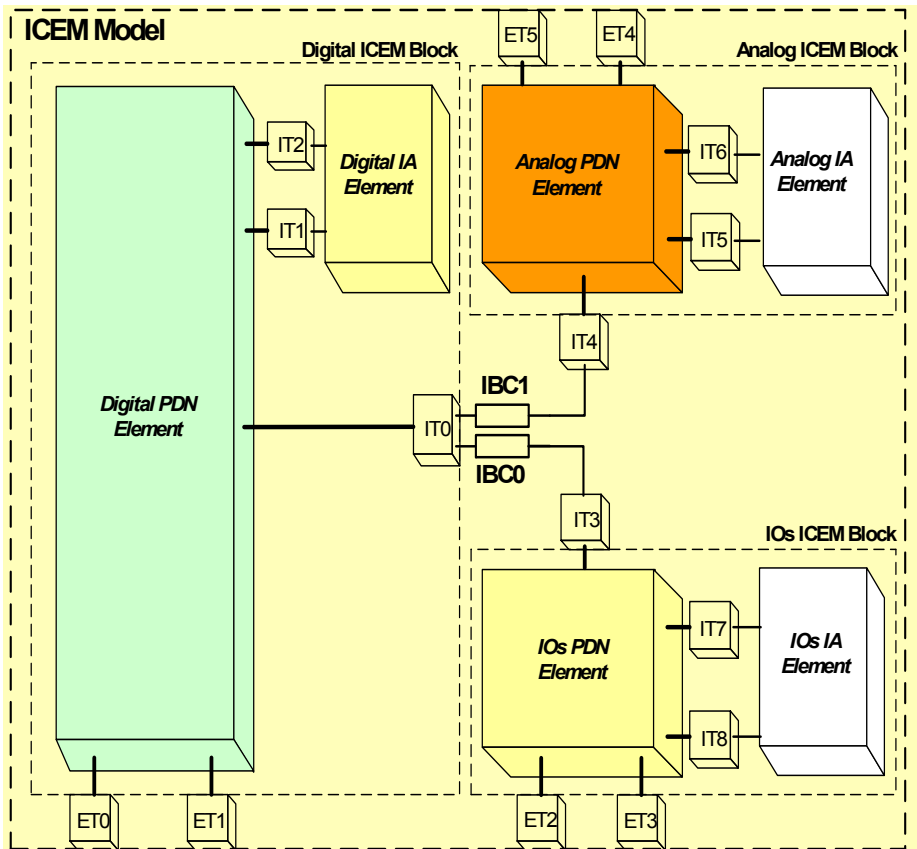 ICEM Model
ET5
ET4
Digital ICEM Block
Analog ICEM Block
IT2
Digital IA
Element
IT1
Analog PDN
Element
IT6
Analog IA
Element
IT5
IT4
Digital PDN
Element
IBC1
IT0
IBC0
IT3
IOs ICEM Block
IOs PDN
Element
IT7
IOs IA
Element
IT8
ET0
ET1
ET2
ET3